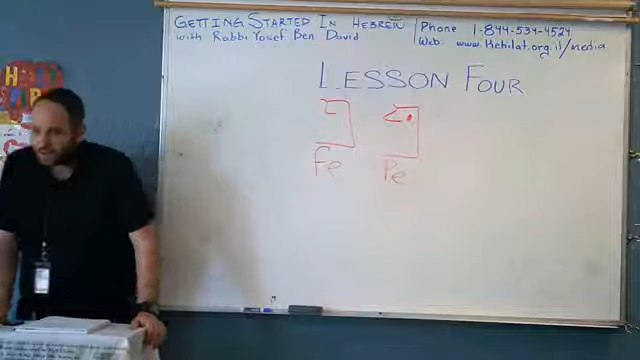 GETTING STARTED IN HEBREW
with Rabbi Yosef Ben David
Phone 1-844-534-4524
Web: www.Kehilat.org.il/media
LESSON FOUR
פ פּ
Fe Pe